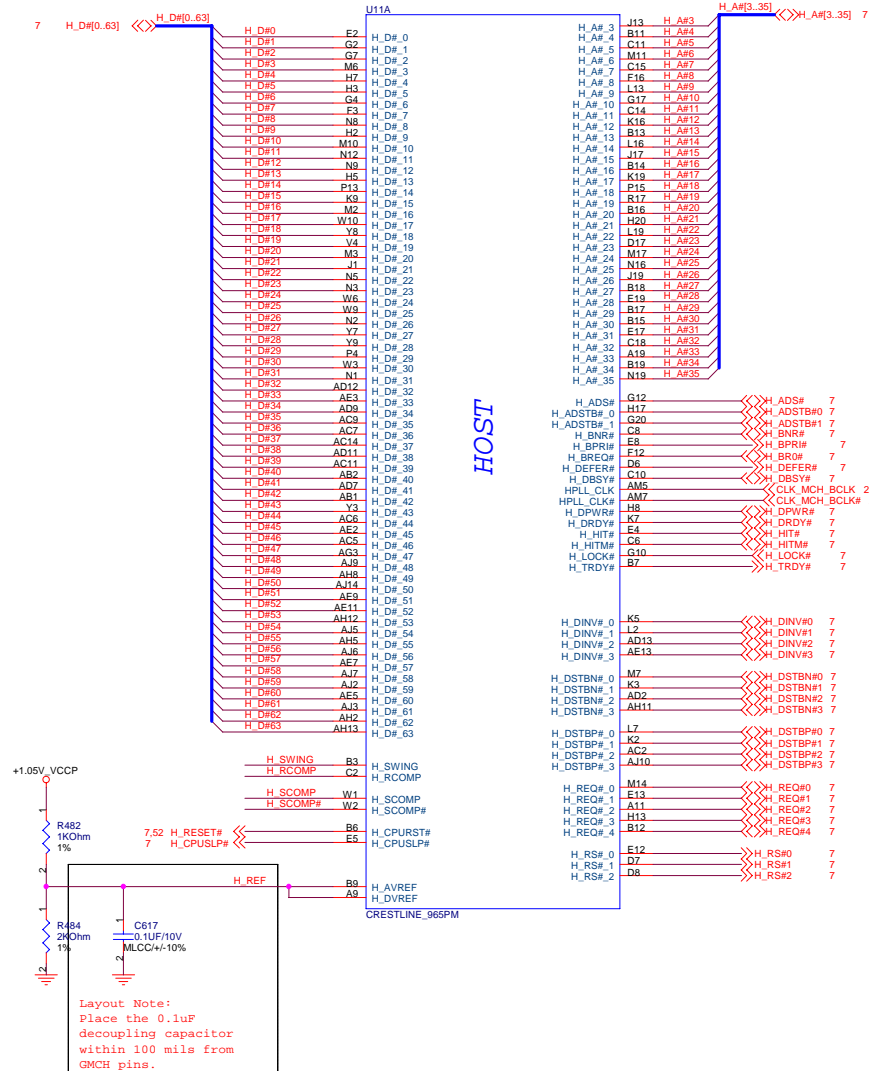 U11A
7 H_D#[0..63] H_D#[0..63]
H_D#0 E2 H_D#_0
H_D#1 G2 H_D#_1
H_D#2 G7 H_D#_2
H_D#3 M6 H_D#_3
H_D#4 H7 H_D#_4
H_D#5 H3 H_D#_5
H_D#6 G4 H_D#_6
H_D#7 F3 H_D#_7
H_D#8 N8 H_D#_8
H_D#9 H2 H_D#_9
H_D#10 M10 H_D#_10
H_D#11 N12 H_D#_11
H_D#12 N9 H_D#_12
H_D#13 H5 H_D#_13
H_D#14 P13 H_D#_14
H_D#15 K9 H_D#_15
H_D#16 M2 H_D#_16
H_D#17 W10 H_D#_17
H_D#18 Y8 H_D#_18
H_D#19 V4 H_D#_19
H_D#20 M3 H_D#_20
H_D#21 J1 H_D#_21
H_D#22 N5 H_D#_22
H_D#23 N3 H_D#_23
H_D#24 W6 H_D#_24
H_D#25 W9 H_D#_25
H_D#26 N2 H_D#_26
H_D#27 Y7 H_D#_27
H_D#28 Y9 H_D#_28
H_D#29 P4 H_D#_29
H_D#30 W3 H_D#_30
H_D#31 N1 H_D#_31
H_D#32 AD12 H_D#_32
H_D#33 AE3 H_D#_33
H_D#34 AD9 H_D#_34
H_D#35 AC9 H_D#_35
H_D#36 AC7 H_D#_36
H_D#37 AC14 H_D#_37
H_D#38 AD11 H_D#_38
H_D#39 AC11 H_D#_39
H_D#40 AB2 H_D#_40
H_D#41 AD7 H_D#_41
H_D#42 AB1 H_D#_42
H_D#43 Y3 H_D#_43
H_D#44 AC6 H_D#_44
H_D#45 AE2 H_D#_45
H_D#46 AC5 H_D#_46
H_D#47 AG3 H_D#_47
H_D#48 AJ9 H_D#_48
H_D#49 AH8 H_D#_49
H_D#50 AJ14 H_D#_50
H_D#51 AE9 H_D#_51
H_D#52 AE11 H_D#_52
H_D#53 AH12 H_D#_53
H_D#54 AJ5 H_D#_54
H_D#55 AH5 H_D#_55
H_D#56 AJ6 H_D#_56
H_D#57 AE7 H_D#_57
H_D#58 AJ7 H_D#_58
H_D#59 AJ2 H_D#_59
H_D#60 AE5 H_D#_60
H_D#61 AJ3 H_D#_61
H_D#62 AH2 H_D#_62
H_D#63 AH13 H_D#_63
H_SWING B3 H_SWING
H_RCOMP C2 H_RCOMP
H_SCOMP W1 H_SCOMP
H_SCOMP# W2 H_SCOMP#
7,52 H_RESET# B6 H_CPURST#
7 H_CPUSLP# E5 H_CPUSLP#
H_REF B9 H_AVREF
A9 H_DVREF
CRESTLINE_965PM
HOST
H_A#[3..35] H_A#[3..35] 7
H_A#_3 J13 H_A#3
H_A#_4 B11 H_A#4
H_A#_5 C11 H_A#5
H_A#_6 M11 H_A#6
H_A#_7 C15 H_A#7
H_A#_8 F16 H_A#8
H_A#_9 L13 H_A#9
H_A#_10 G17 H_A#10
H_A#_11 C14 H_A#11
H_A#_12 K16 H_A#12
H_A#_13 B13 H_A#13
H_A#_14 L16 H_A#14
H_A#_15 J17 H_A#15
H_A#_16 B14 H_A#16
H_A#_17 K19 H_A#17
H_A#_18 P15 H_A#18
H_A#_19 R17 H_A#19
H_A#_20 B16 H_A#20
H_A#_21 H20 H_A#21
H_A#_22 L19 H_A#22
H_A#_23 D17 H_A#23
H_A#_24 M17 H_A#24
H_A#_25 N16 H_A#25
H_A#_26 J19 H_A#26
H_A#_27 B18 H_A#27
H_A#_28 E19 H_A#28
H_A#_29 B17 H_A#29
H_A#_30 B15 H_A#30
H_A#_31 E17 H_A#31
H_A#_32 C18 H_A#32
H_A#_33 A19 H_A#33
H_A#_34 B19 H_A#34
H_A#_35 N19 H_A#35
H_ADS# G12 H_ADS# 7
H_ADSTB#_0 H17 H_ADSTB#0 7
H_ADSTB#_1 G20 H_ADSTB#1 7
H_BNR# C8 H_BNR# 7
H_BPRI# E8 H_BPRI# 7
H_BREQ# F12 H_BR0# 7
H_DEFER# D6 H_DEFER# 7
H_DBSY# C10 H_DBSY# 7
HPLL_CLK AM5 CLK_MCH_BCLK 2
HPLL_CLK# AM7 CLK_MCH_BCLK#
H_DPWR# H8 H_DPWR# 7
H_DRDY# K7 H_DRDY# 7
H_HIT# E4 H_HIT# 7
H_HITM# C6 H_HITM# 7
H_LOCK# G10 H_LOCK# 7
H_TRDY# B7 H_TRDY# 7
H_DINV#_0 K5 H_DINV#0 7
H_DINV#_1 L2 H_DINV#1 7
H_DINV#_2 AD13 H_DINV#2 7
H_DINV#_3 AE13 H_DINV#3 7
H_DSTBN#_0 M7 H_DSTBN#0 7
H_DSTBN#_1 K3 H_DSTBN#1 7
H_DSTBN#_2 AD2 H_DSTBN#2 7
H_DSTBN#_3 AH11 H_DSTBN#3 7
H_DSTBP#_0 L7 H_DSTBP#0 7
H_DSTBP#_1 K2 H_DSTBP#1 7
H_DSTBP#_2 AC2 H_DSTBP#2 7
H_DSTBP#_3 AJ10 H_DSTBP#3 7
H_REQ#_0 M14 H_REQ#0 7
H_REQ#_1 E13 H_REQ#1 7
H_REQ#_2 A11 H_REQ#2 7
H_REQ#_3 H13 H_REQ#3 7
H_REQ#_4 B12 H_REQ#4 7
H_RS#_0 E12 H_RS#0 7
H_RS#_1 D7 H_RS#1 7
H_RS#_2 D8 H_RS#2 7
+1.05V_VCCP
1
R482
1KOhm
1%
2
1
R484
2KOhm
1%
2
1
C617
0.1UF/10V
MLCC/+/-10%
2
Layout Note:
Place the 0.1uF
decoupling capacitor
within 100 mils from
GMCH pins.